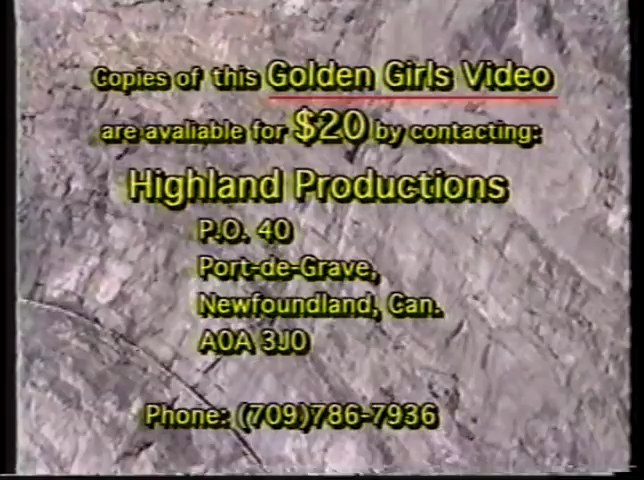 Copies of this Golden Girls Video
are avaliable for $20 by contacting:
Highland Productions
P.O. 40
Port-de-Grave,
Newfoundland, Can.
A0A 3J0
Phone: (709)786-7936